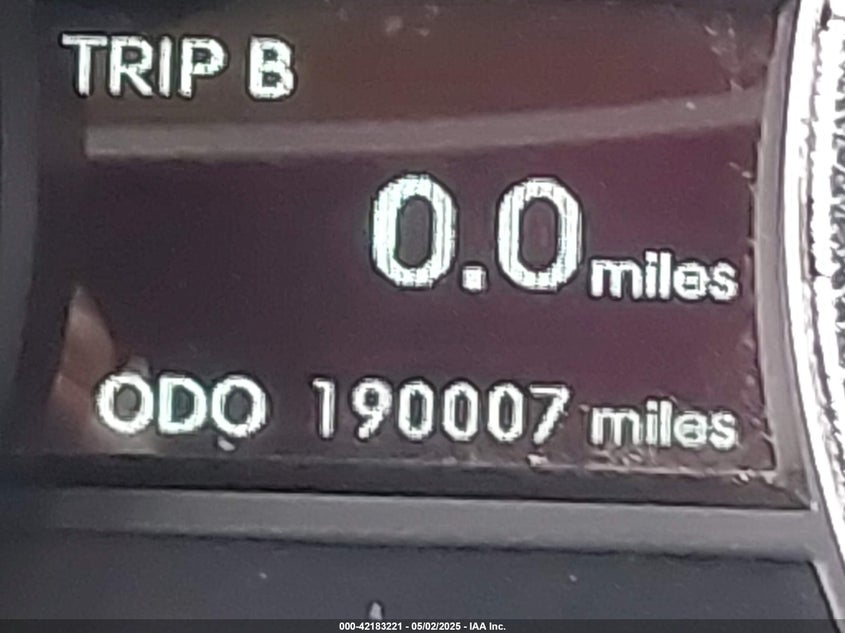 TRIP B
0.0 miles
ODO 190007 miles
000-42183221 - 05/02/2025 - IAA Inc.